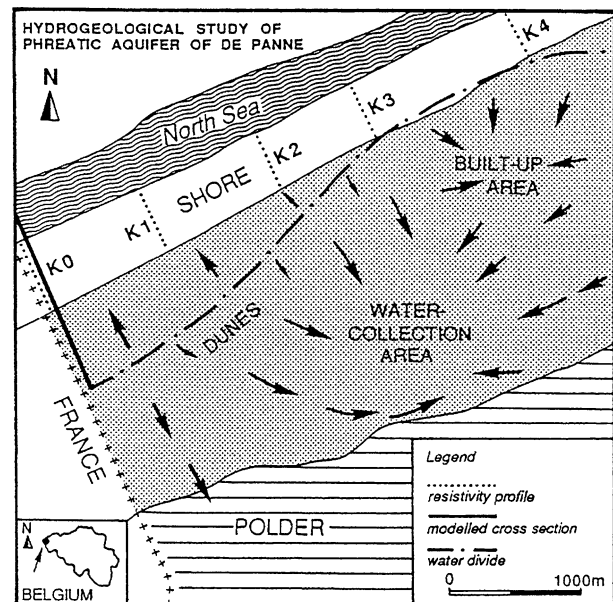 HYDROGEOLOGICAL STUDY OF
PHREATIC AQUIFER OF DE PANNE
N
North Sea
K4
K3
K2
SHORE
K1
K0
BUILT-UP
AREA
WATER-
COLLECTION
AREA
DUNES
FRANCE
POLDER
Legend
resistivity profile
modelled cross section
water divide
0 1000m
N
BELGIUM